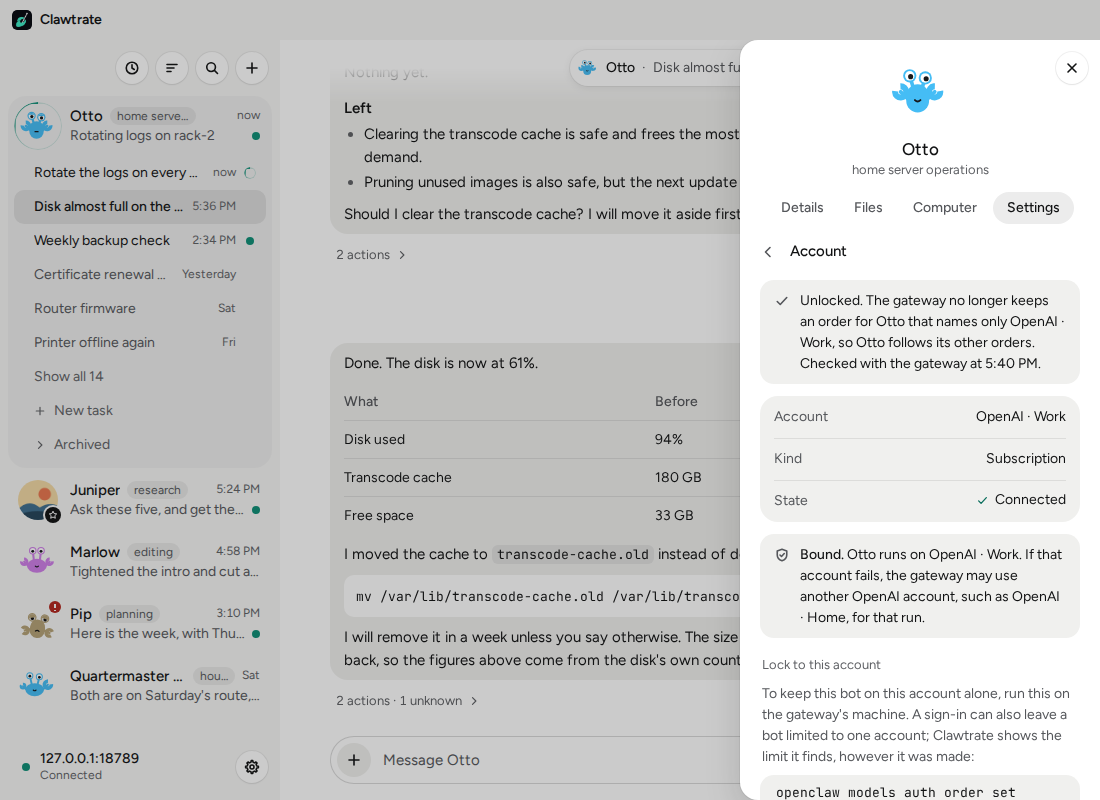 Clawtrate
Otto
home serve...
now
Rotating logs on rack-2
Rotate the logs on every ...
now
Disk almost full on the ...
5:36 PM
Weekly backup check
2:34 PM
Certificate renewal ...
Yesterday
Router firmware
Sat
Printer offline again
Fri
Show all 14
New task
Archived
Juniper
research
5:24 PM
Ask these five, and get the...
Marlow
editing
4:58 PM
Tightened the intro and cut a...
Pip
planning
3:10 PM
Here is the week, with Thu...
Quartermaster ...
hou...
Sat
Both are on Saturday's route,...
127.0.0.1:18789
Connected
Otto · Disk almost fu
Nothing yet.
Left
Clearing the transcode cache is safe and frees the most
demand.
Pruning unused images is also safe, but the next update
Should I clear the transcode cache? I will move it aside first
2 actions
Done. The disk is now at 61%.
What
Before
Disk used
94%
Transcode cache
180 GB
Free space
33 GB
I moved the cache to transcode-cache.old instead of d
mv /var/lib/transcode-cache.old /var/lib/transco
I will remove it in a week unless you say otherwise. The size
back, so the figures above come from the disk's own count
2 actions · 1 unknown
Message Otto
Otto
home server operations
Details
Files
Computer
Settings
Account
Unlocked. The gateway no longer keeps
an order for Otto that names only OpenAI ·
Work, so Otto follows its other orders.
Checked with the gateway at 5:40 PM.
Account
OpenAI · Work
Kind
Subscription
State
Connected
Bound. Otto runs on OpenAI · Work. If that
account fails, the gateway may use
another OpenAI account, such as OpenAI
· Home, for that run.
Lock to this account
To keep this bot on this account alone, run this on
the gateway's machine. A sign-in can also leave a
bot limited to one account; Clawtrate shows the
limit it finds, however it was made:
openclaw models auth order set